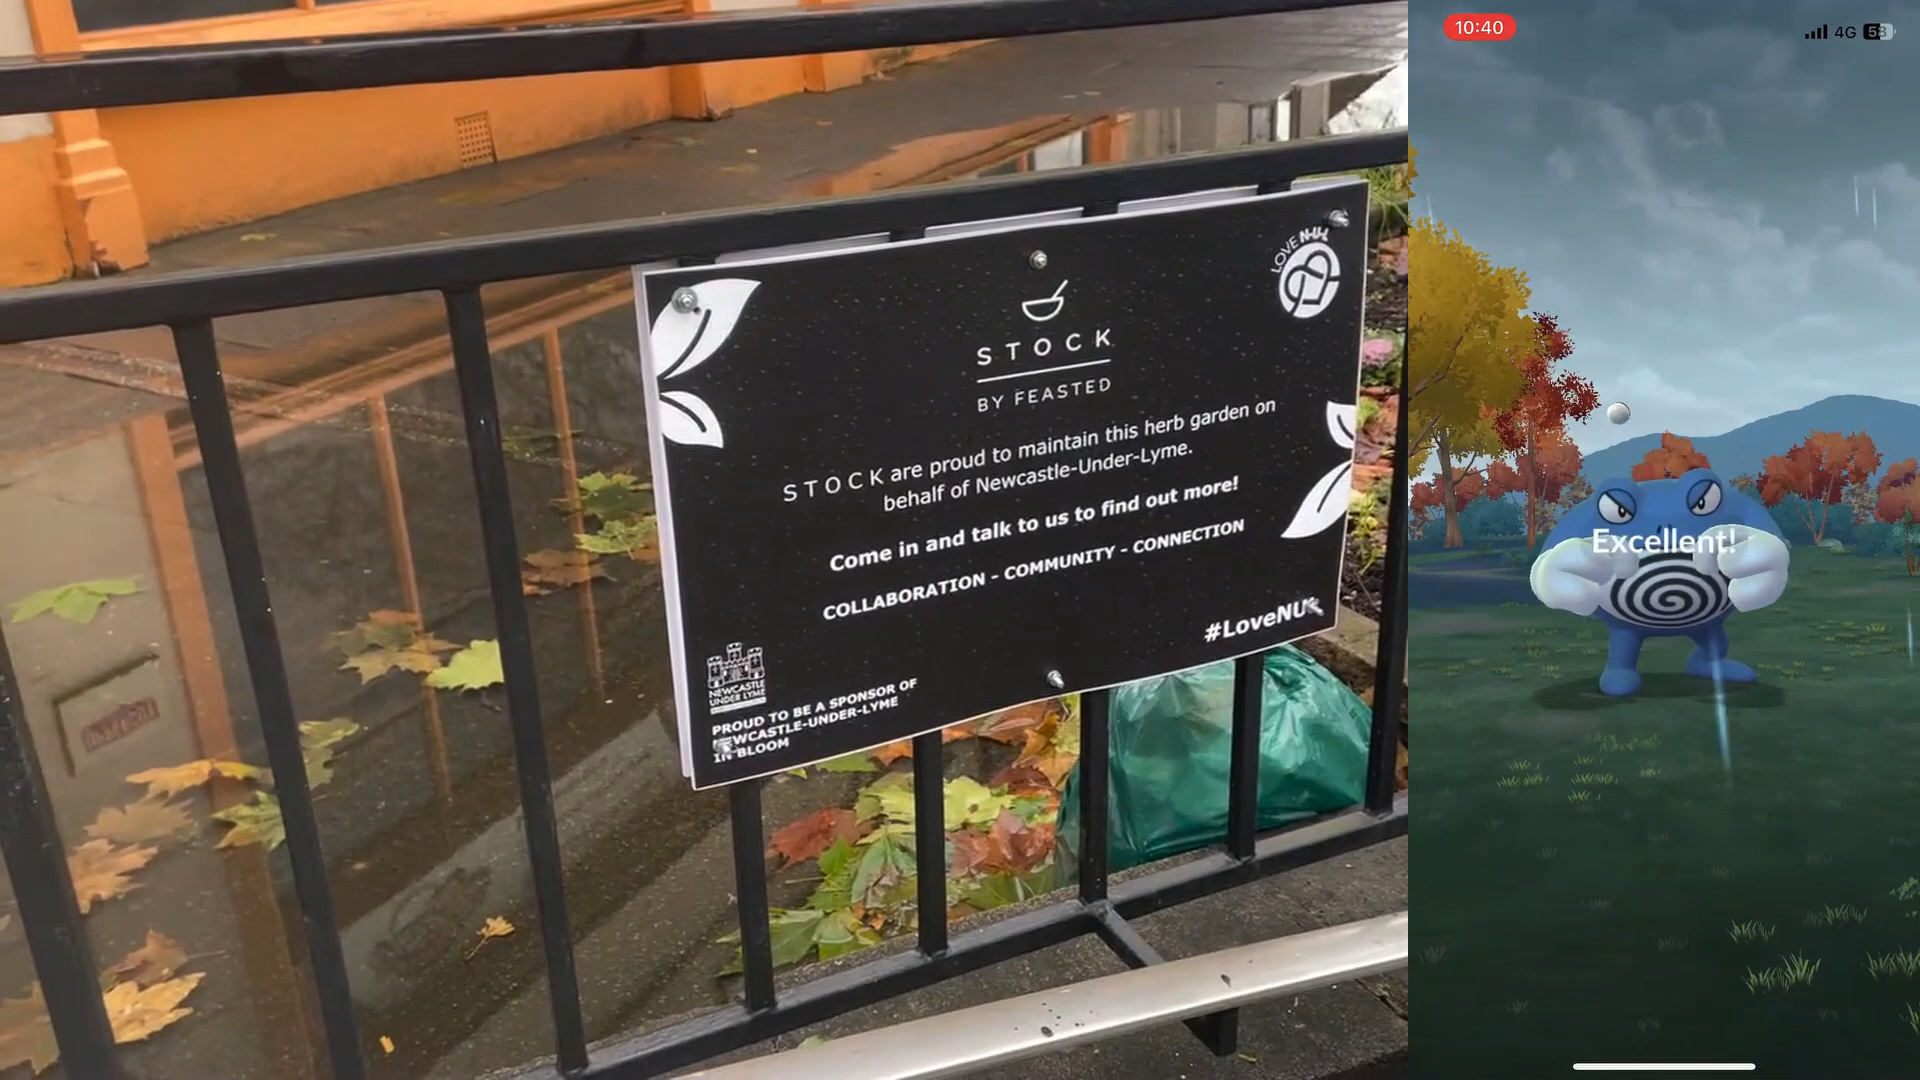 LOVE NUL
STOCK
BY FEASTED
STOCK are proud to maintain this herb garden on
behalf of Newcastle-Under-Lyme.
Come in and talk to us to find out more!
COLLABORATION - COMMUNITY - CONNECTION
#LoveNUL
NEWCASTLE
UNDER LYME
PROUD TO BE A SPONSOR OF
NEWCASTLE-UNDER-LYME
IN BLOOM
10:40
4G
Excellent!